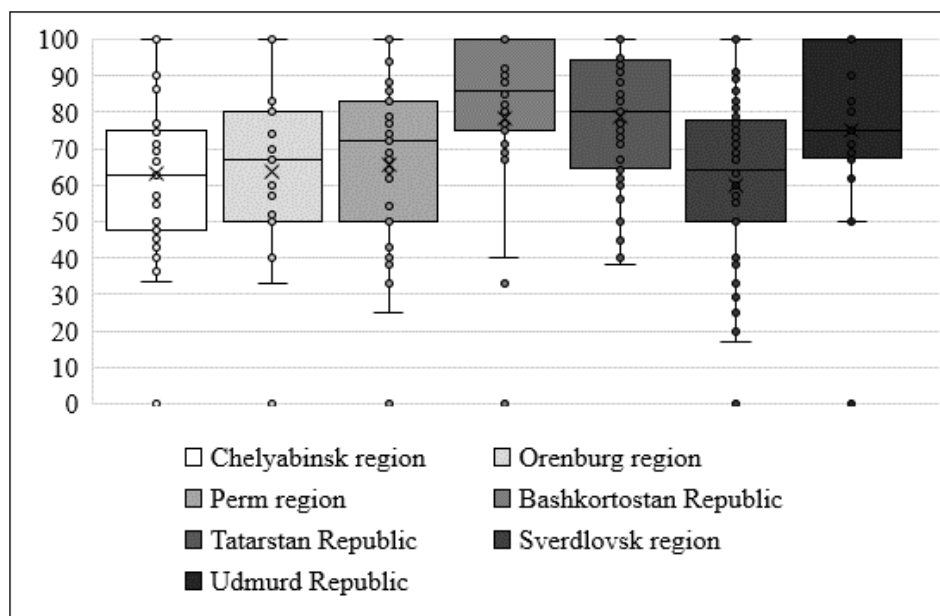 100
90
80
70
60
50
40
30
20
10
0
Chelyabinsk region Orenburg region
Perm region Bashkortostan Republic
Tatarstan Republic Sverdlovsk region
Udmurd Republic